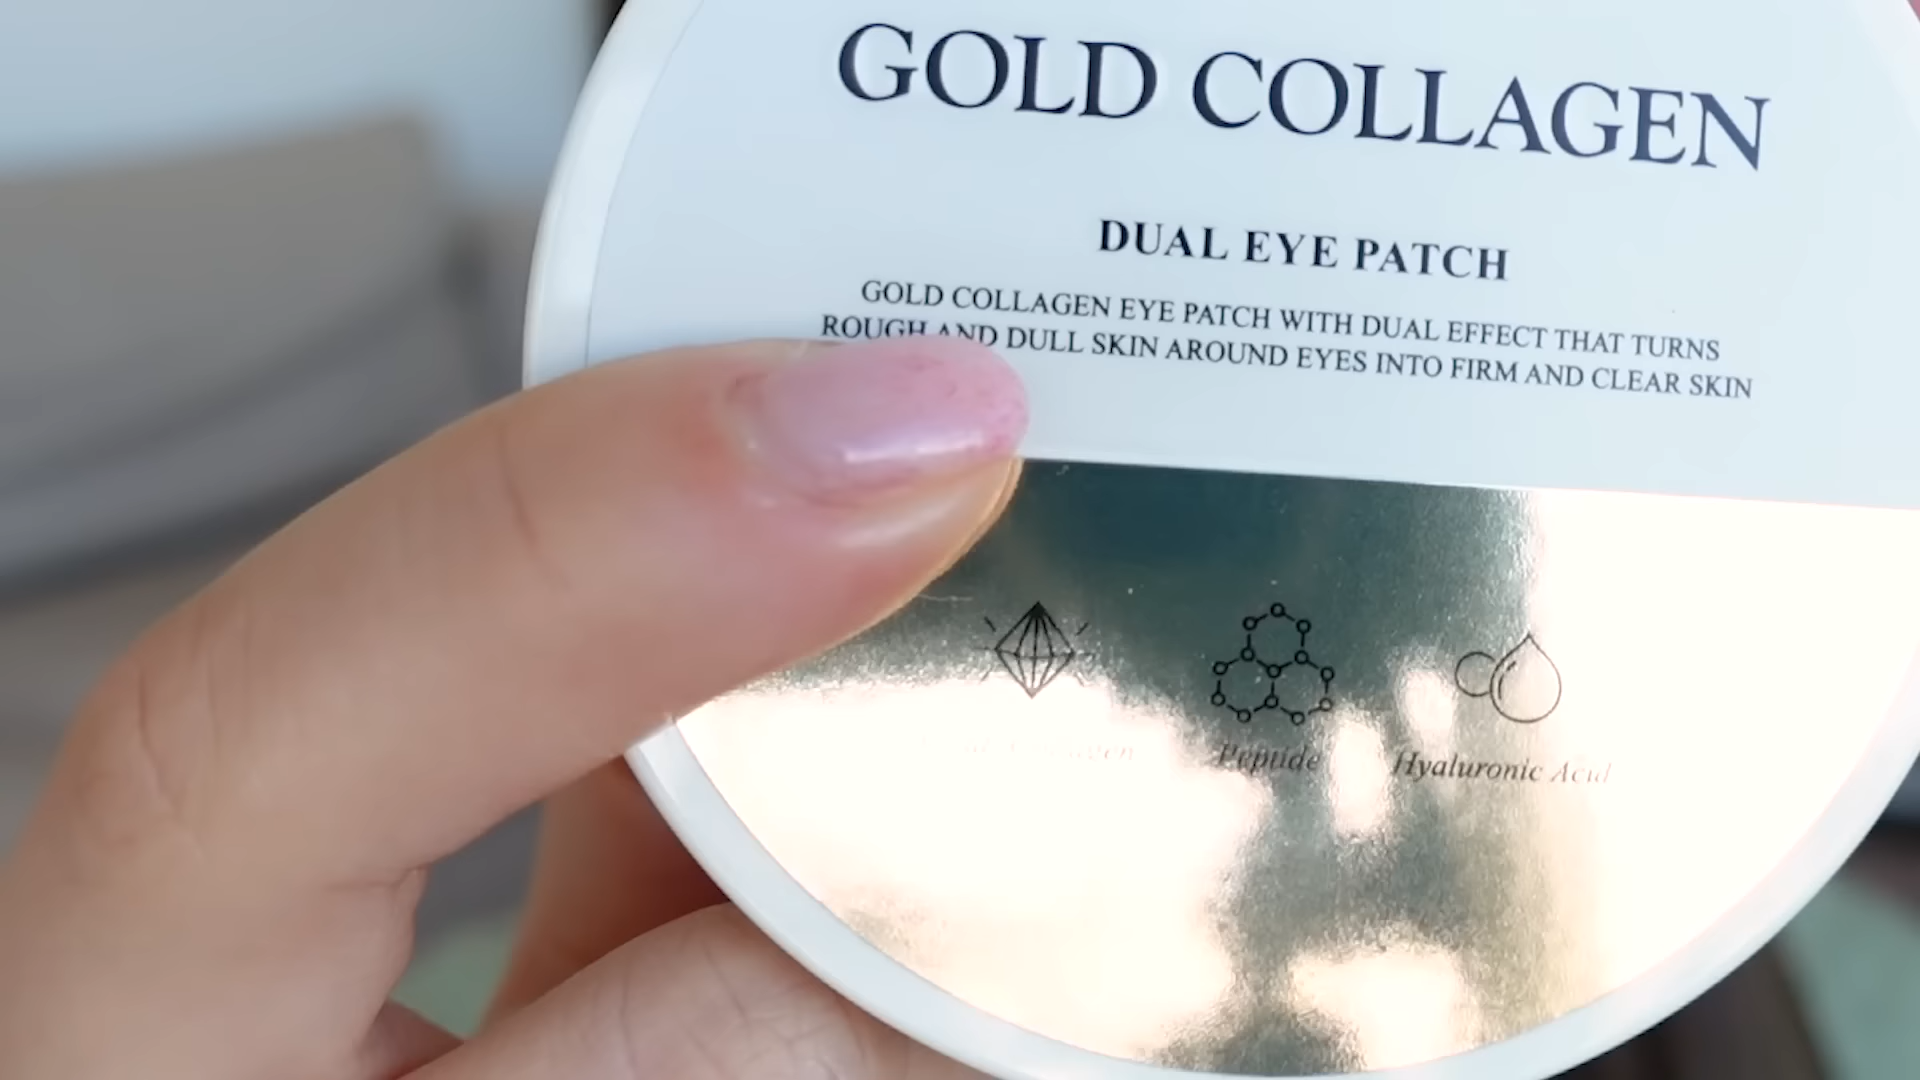 GOLD COLLAGEN
DUAL EYE PATCH
GOLD COLLAGEN EYE PATCH WITH DUAL EFFECT THAT TURNS
ROUGH AND DULL SKIN AROUND EYES INTO FIRM AND CLEAR SKIN
Peptide
Hyaluronic Acid